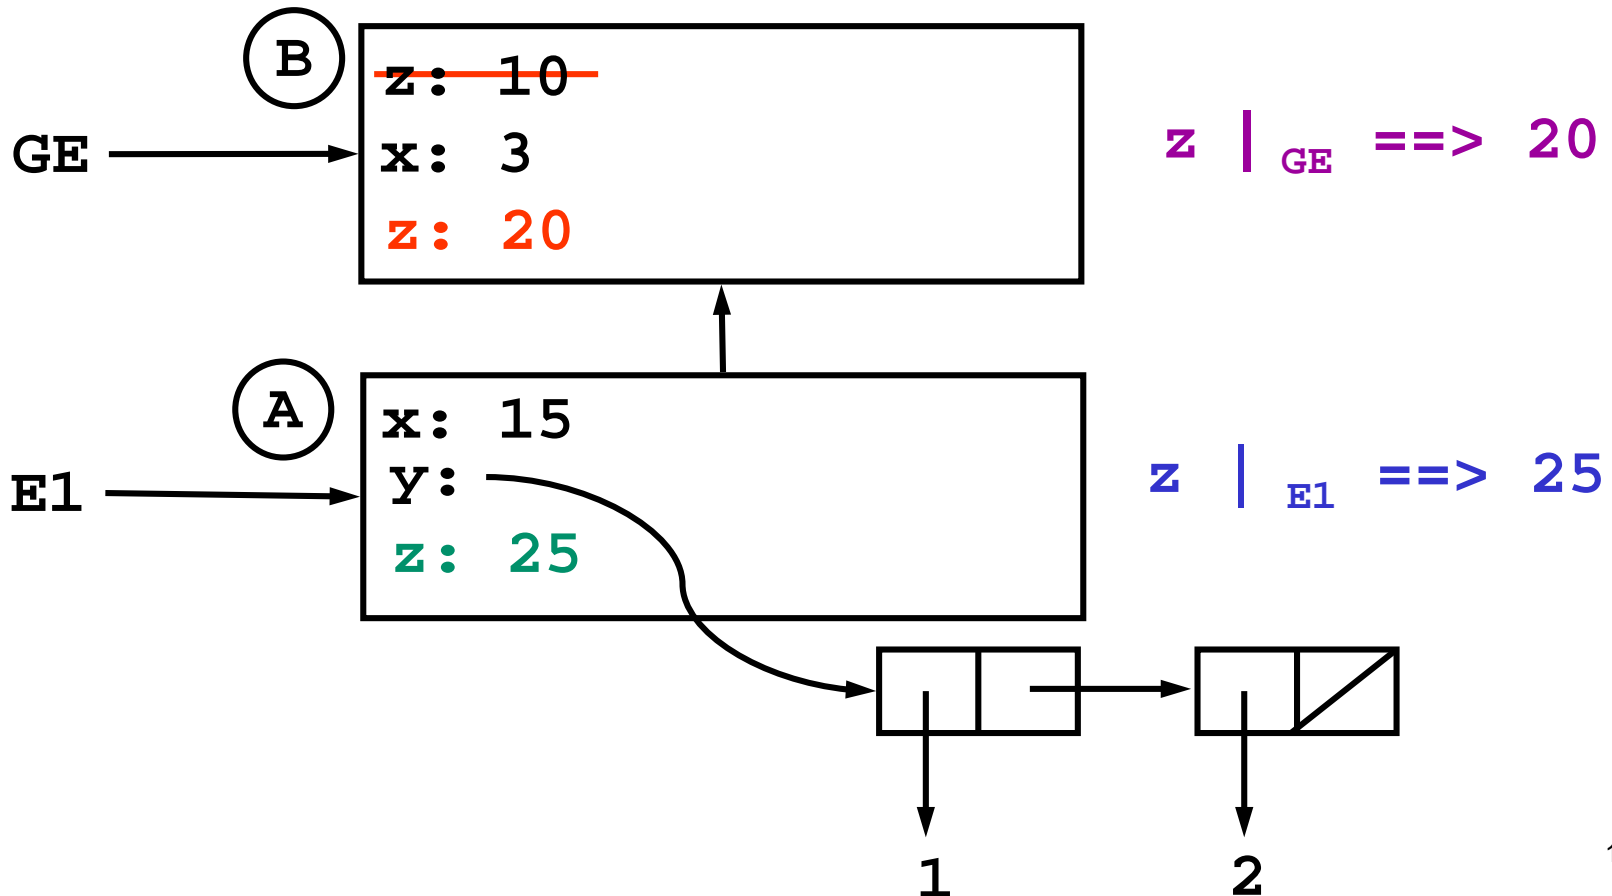 B
z: 10
GE
x: 3
z | GE ==> 20
z: 20
A
x: 15
E1
y:
z | E1 ==> 25
z: 25
1
2